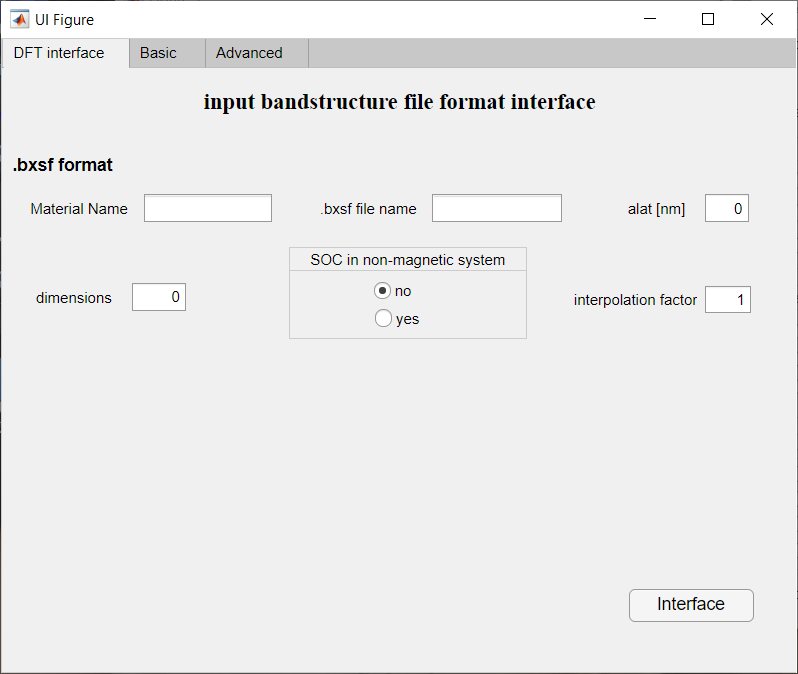 UI Figure
DFT interface Basic Advanced
input bandstructure file format interface
.bxsf format
Material Name .bxsf file name alat [nm] 0
SOC in non-magnetic system
no
dimensions 0 interpolation factor 1
yes
Interface